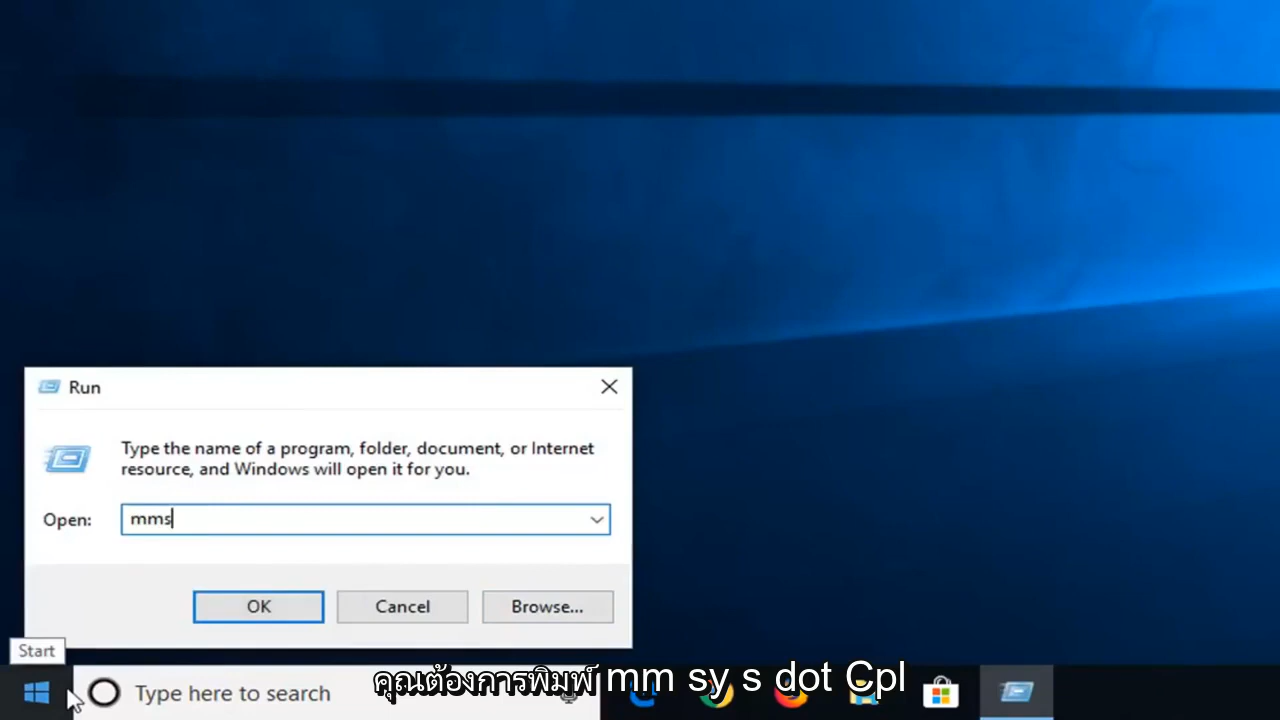 Run
Type the name of a program, folder, document, or Internet
resource, and Windows will open it for you.
Open:
mms
OK
Cancel
Browse...
Start
Type here to search
คุณต้องการพิมพ์ mm sy s dot Cpl